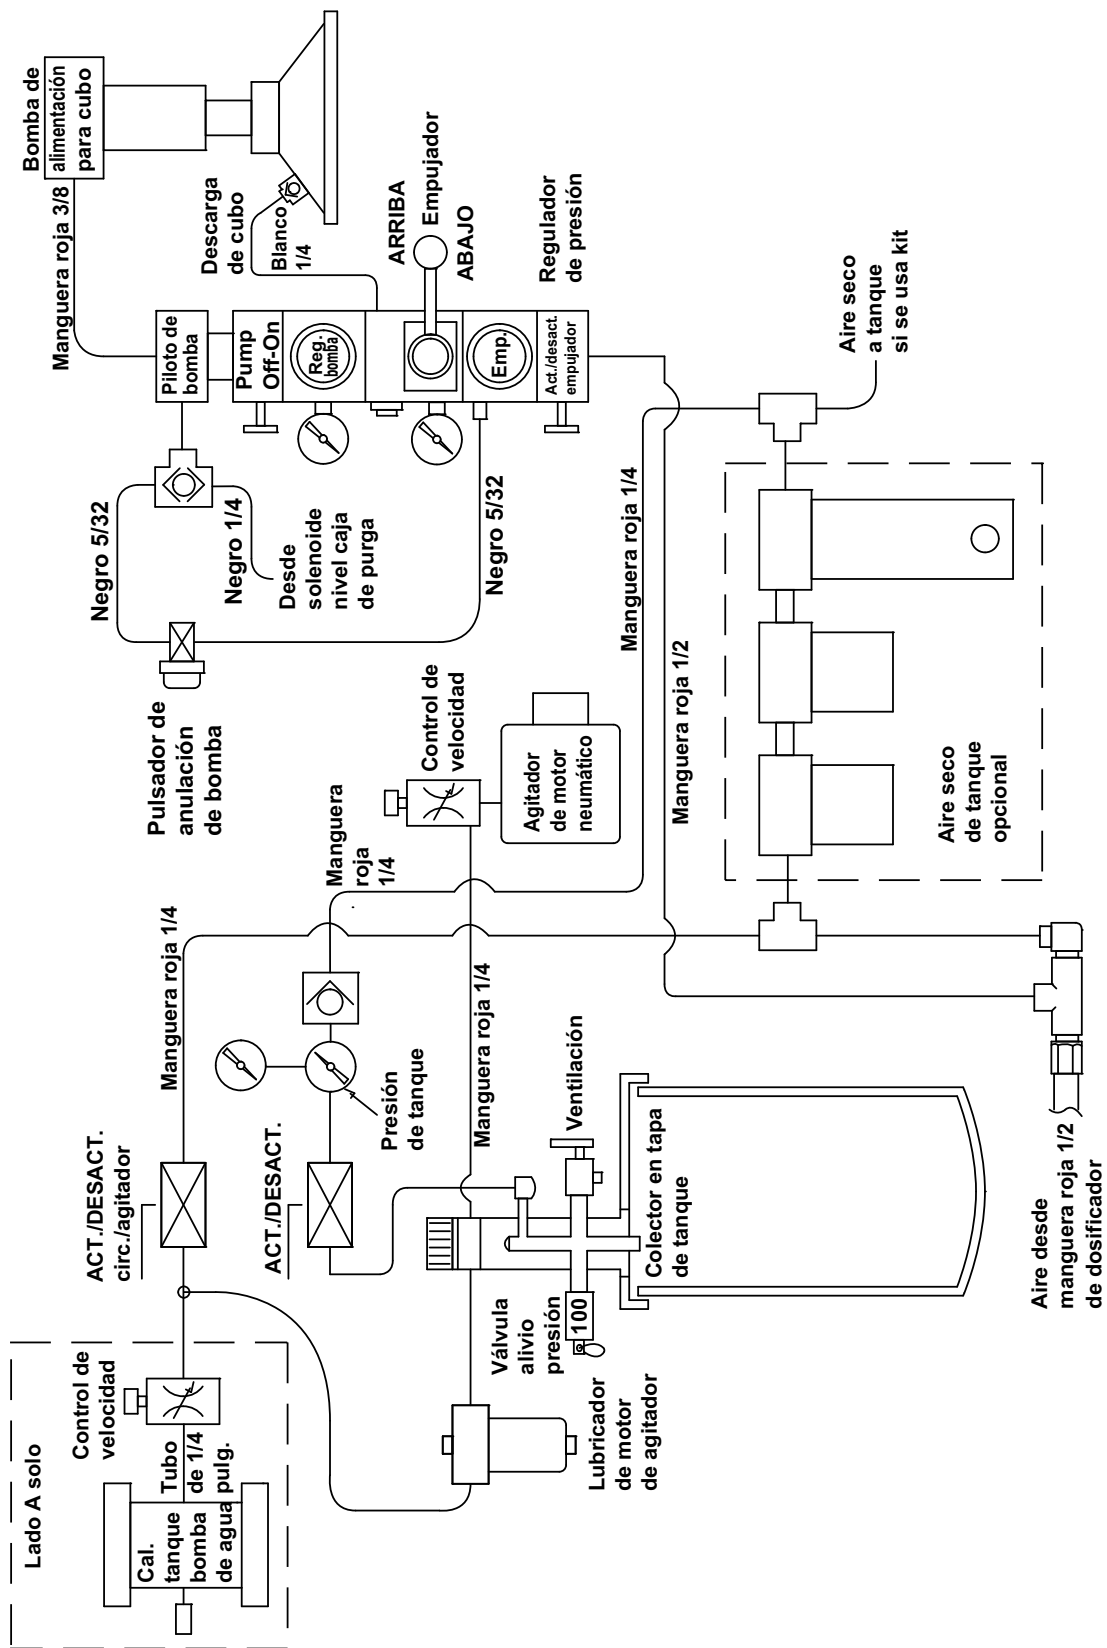 Lado A solo
Control de
velocidad
Tubo
de 1/4
pulg.
Cal.
tanque
bomba
de agua
ACT./DESACT.
circ./agitador
Manguera roja 1/4
ACT./DESACT.
Presión
de tanque
Manguera
roja
1/4
Pulsador de
anulación
de bomba
Negro 5/32
Negro 1/4
Desde
solenoide
nivel caja
de purga
Negro 5/32
Manguera roja 3/8
Bomba de
alimentación
para cubo
Piloto de
bomba
Pump
Off-On
Reg.
bomba
Descarga
de cubo
Blanco
1/4
ARRIBA
Empujador
ABAJO
Emp.
Act./desact.
empujador
Regulador
de presión
Control de
velocidad
Agitador
de motor
neumático
Manguera roja 1/4
Manguera roja 1/4
Manguera roja 1/2
Válvula
alivio
presión
100
Lubricador
de motor
de agitador
Ventilación
Colector en tapa
de tanque
Aire seco
a tanque
si se usa kit
Aire seco
de tanque
opcional
Aire desde
manguera roja 1/2
de dosificador